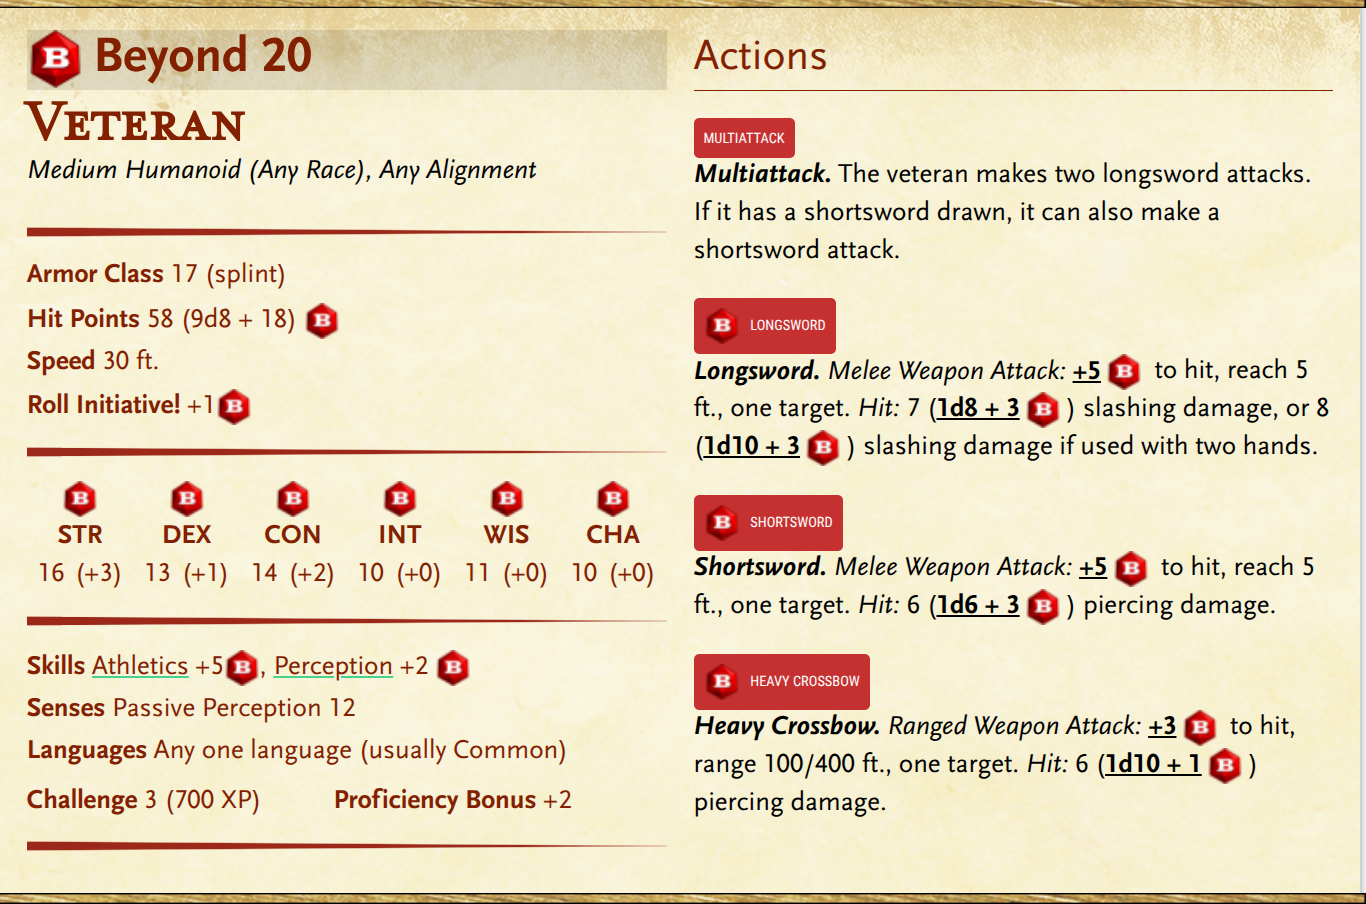 Beyond 20
VETERAN
Medium Humanoid (Any Race), Any Alignment
Armor Class 17 (splint)
Hit Points 58 (9d8 + 18) B
Speed 30 ft.
Roll Initiative! +1 B
B B B B B B
STR DEX CON INT WIS CHA
16 (+3) 13 (+1) 14 (+2) 10 (+0) 11 (+0) 10 (+0)
Skills Athletics +5 B, Perception +2 B
Senses Passive Perception 12
Languages Any one language (usually Common)
Challenge 3 (700 XP) Proficiency Bonus +2
Actions
MULTIATTACK
Multiattack. The veteran makes two longsword attacks.
If it has a shortsword drawn, it can also make a
shortsword attack.
B LONGSWORD
Longsword. Melee Weapon Attack: +5 B to hit, reach 5
ft., one target. Hit: 7 (1d8 + 3 B ) slashing damage, or 8
(1d10 + 3 B ) slashing damage if used with two hands.
B SHORTSWORD
Shortsword. Melee Weapon Attack: +5 B to hit, reach 5
ft., one target. Hit: 6 (1d6 + 3 B ) piercing damage.
B HEAVY CROSSBOW
Heavy Crossbow. Ranged Weapon Attack: +3 B to hit,
range 100/400 ft., one target. Hit: 6 (1d10 + 1 B )
piercing damage.